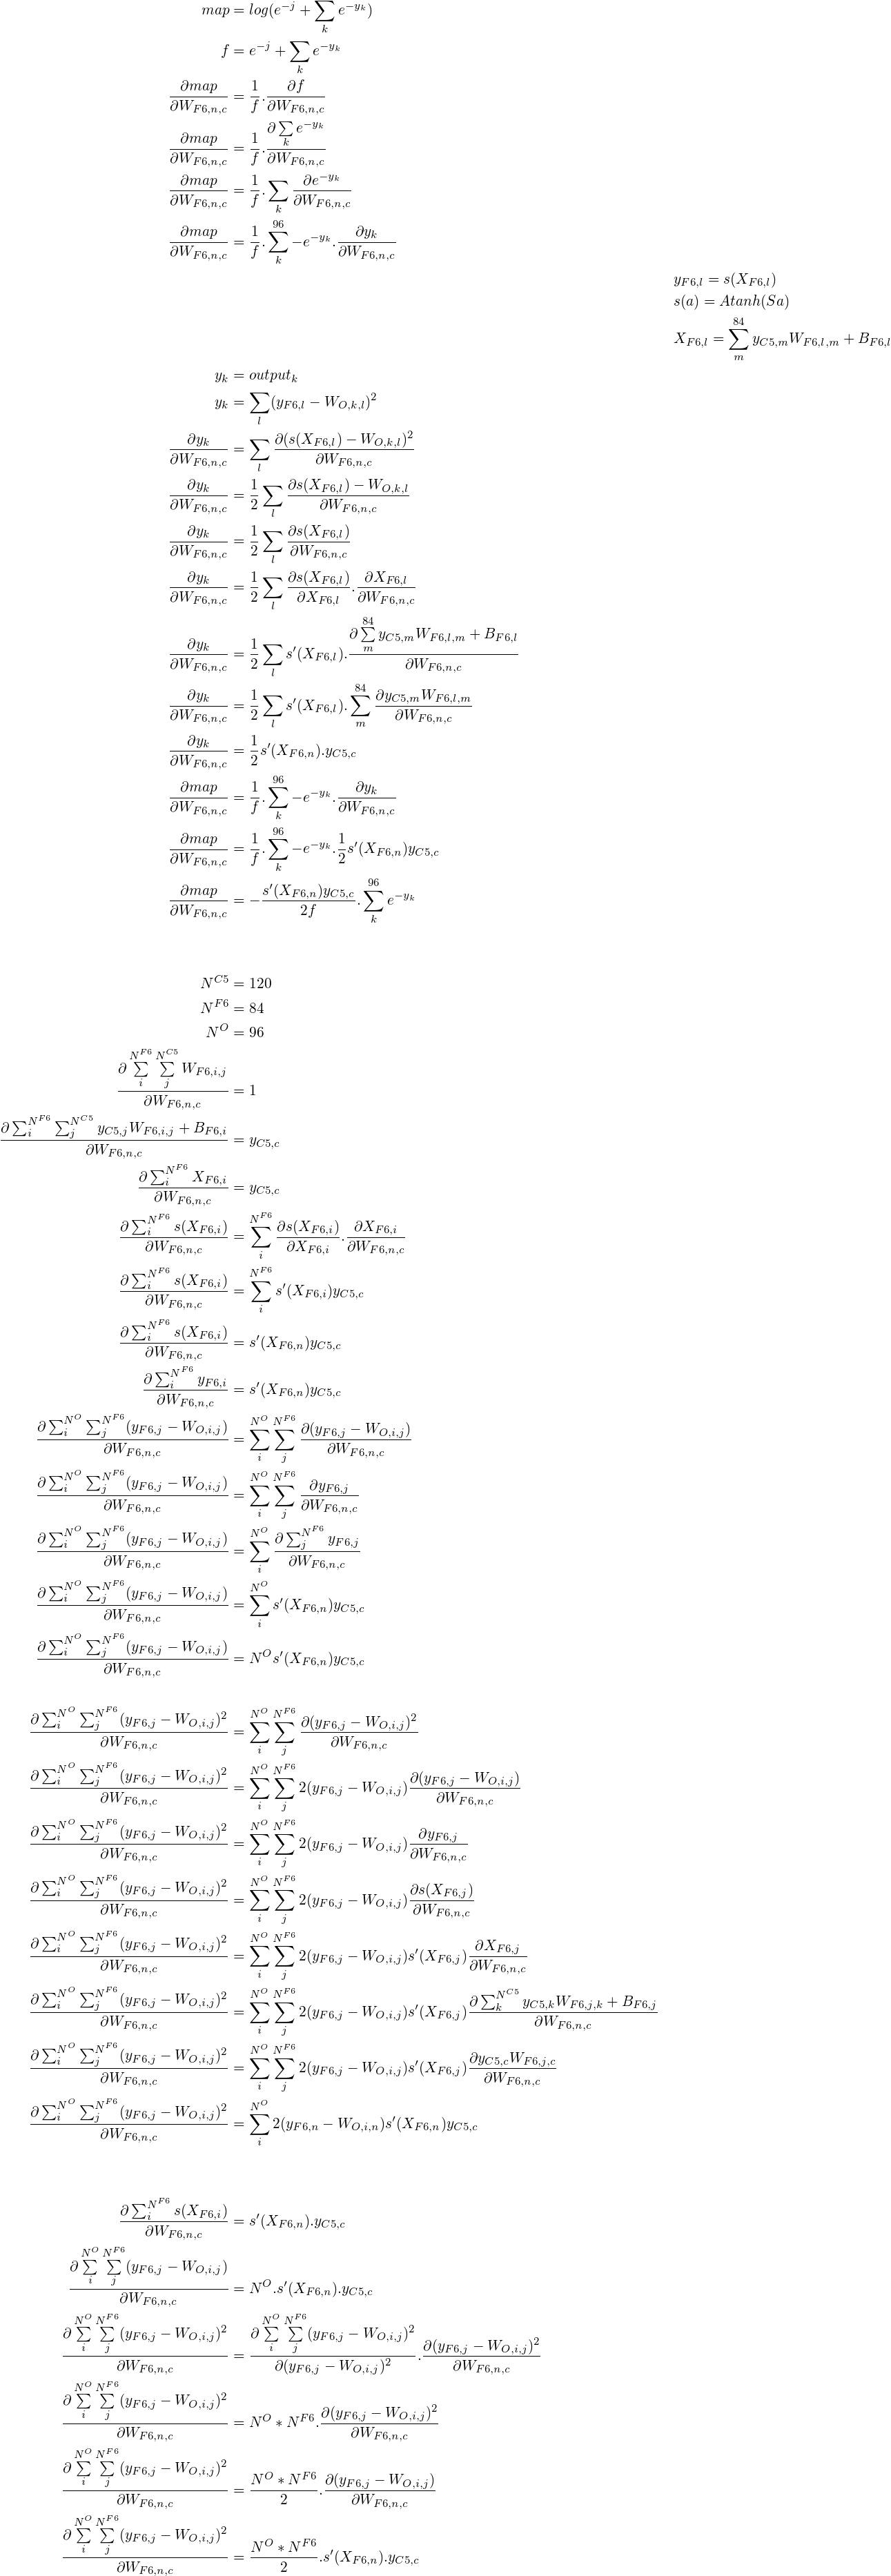 map = log(e^{-j} + \sum_k e^{-y_k})
f = e^{-j} + \sum_k e^{-y_k}
\frac{\partial map}{\partial W_{F6,n,c}} = \frac{1}{f} . \frac{\partial f}{\partial W_{F6,n,c}}
\frac{\partial map}{\partial W_{F6,n,c}} = \frac{1}{f} . \frac{\partial \sum_k e^{-y_k}}{\partial W_{F6,n,c}}
\frac{\partial map}{\partial W_{F6,n,c}} = \frac{1}{f} . \sum_k \frac{\partial e^{-y_k}}{\partial W_{F6,n,c}}
\frac{\partial map}{\partial W_{F6,n,c}} = \frac{1}{f} . \sum_k^{96} -e^{-y_k} . \frac{\partial y_k}{\partial W_{F6,n,c}}
y_{F6,l} = s(X_{F6,l})
s(a) = Atanh(Sa)
X_{F6,l} = \sum_m^{84} y_{C5,m} W_{F6,l,m} + B_{F6,l}
y_k = output_k
y_k = \sum_l (y_{F6,l} - W_{O,k,l})^2
\frac{\partial y_k}{\partial W_{F6,n,c}} = \sum_l \frac{\partial (s(X_{F6,l}) - W_{O,k,l})^2}{\partial W_{F6,n,c}}
\frac{\partial y_k}{\partial W_{F6,n,c}} = \frac{1}{2} \sum_l \frac{\partial s(X_{F6,l}) - W_{O,k,l}}{\partial W_{F6,n,c}}
\frac{\partial y_k}{\partial W_{F6,n,c}} = \frac{1}{2} \sum_l \frac{\partial s(X_{F6,l})}{\partial W_{F6,n,c}}
\frac{\partial y_k}{\partial W_{F6,n,c}} = \frac{1}{2} \sum_l \frac{\partial s(X_{F6,l})}{\partial X_{F6,l}} . \frac{\partial X_{F6,l}}{\partial W_{F6,n,c}}
\frac{\partial y_k}{\partial W_{F6,n,c}} = \frac{1}{2} \sum_l s'(X_{F6,l}) . \frac{\partial \sum_m^{84} y_{C5,m} W_{F6,l,m} + B_{F6,l}}{\partial W_{F6,n,c}}
\frac{\partial y_k}{\partial W_{F6,n,c}} = \frac{1}{2} \sum_l s'(X_{F6,l}) . \sum_m^{84} \frac{\partial y_{C5,m} W_{F6,l,m}}{\partial W_{F6,n,c}}
\frac{\partial y_k}{\partial W_{F6,n,c}} = \frac{1}{2} s'(X_{F6,n}) . y_{C5,c}
\frac{\partial map}{\partial W_{F6,n,c}} = \frac{1}{f} . \sum_k^{96} -e^{-y_k} . \frac{\partial y_k}{\partial W_{F6,n,c}}
\frac{\partial map}{\partial W_{F6,n,c}} = \frac{1}{f} . \sum_k^{96} -e^{-y_k} . \frac{1}{2} s'(X_{F6,n}) y_{C5,c}
\frac{\partial map}{\partial W_{F6,n,c}} = -\frac{s'(X_{F6,n}) y_{C5,c}}{2f} . \sum_k^{96} e^{-y_k}
N^{C5} = 120
N^{F6} = 84
N^O = 96
\frac{\partial \sum_i^{N^{F6}} \sum_j^{N^{C5}} W_{F6,i,j}}{\partial W_{F6,n,c}} = 1
\frac{\partial \sum_i^{N^{F6}} \sum_j^{N^{C5}} y_{C5,j} W_{F6,i,j} + B_{F6,i}}{\partial W_{F6,n,c}} = y_{C5,c}
\frac{\partial \sum_i^{N^{F6}} X_{F6,i}}{\partial W_{F6,n,c}} = y_{C5,c}
\frac{\partial \sum_i^{N^{F6}} s(X_{F6,i})}{\partial W_{F6,n,c}} = \sum_i^{N^{F6}} \frac{\partial s(X_{F6,i})}{\partial X_{F6,i}} . \frac{\partial X_{F6,i}}{\partial W_{F6,n,c}}
\frac{\partial \sum_i^{N^{F6}} s(X_{F6,i})}{\partial W_{F6,n,c}} = \sum_i^{N^{F6}} s'(X_{F6,i}) y_{C5,c}
\frac{\partial \sum_i^{N^{F6}} s(X_{F6,i})}{\partial W_{F6,n,c}} = s'(X_{F6,n}) y_{C5,c}
\frac{\partial \sum_i^{N^{F6}} y_{F6,i}}{\partial W_{F6,n,c}} = s'(X_{F6,n}) y_{C5,c}
\frac{\partial \sum_i^{N^O} \sum_j^{N^{F6}} (y_{F6,j} - W_{O,i,j})}{\partial W_{F6,n,c}} = \sum_i^{N^O} \sum_j^{N^{F6}} \frac{\partial (y_{F6,j} - W_{O,i,j})}{\partial W_{F6,n,c}}
\frac{\partial \sum_i^{N^O} \sum_j^{N^{F6}} (y_{F6,j} - W_{O,i,j})}{\partial W_{F6,n,c}} = \sum_i^{N^O} \sum_j^{N^{F6}} \frac{\partial y_{F6,j}}{\partial W_{F6,n,c}}
\frac{\partial \sum_i^{N^O} \sum_j^{N^{F6}} (y_{F6,j} - W_{O,i,j})}{\partial W_{F6,n,c}} = \sum_i^{N^O} \frac{\partial \sum_j^{N^{F6}} y_{F6,j}}{\partial W_{F6,n,c}}
\frac{\partial \sum_i^{N^O} \sum_j^{N^{F6}} (y_{F6,j} - W_{O,i,j})}{\partial W_{F6,n,c}} = \sum_i^{N^O} s'(X_{F6,n}) y_{C5,c}
\frac{\partial \sum_i^{N^O} \sum_j^{N^{F6}} (y_{F6,j} - W_{O,i,j})}{\partial W_{F6,n,c}} = N^O s'(X_{F6,n}) y_{C5,c}
\frac{\partial \sum_i^{N^O} \sum_j^{N^{F6}} (y_{F6,j} - W_{O,i,j})^2}{\partial W_{F6,n,c}} = \sum_i^{N^O} \sum_j^{N^{F6}} \frac{\partial (y_{F6,j} - W_{O,i,j})^2}{\partial W_{F6,n,c}}
\frac{\partial \sum_i^{N^O} \sum_j^{N^{F6}} (y_{F6,j} - W_{O,i,j})^2}{\partial W_{F6,n,c}} = \sum_i^{N^O} \sum_j^{N^{F6}} 2(y_{F6,j} - W_{O,i,j}) \frac{\partial (y_{F6,j} - W_{O,i,j})}{\partial W_{F6,n,c}}
\frac{\partial \sum_i^{N^O} \sum_j^{N^{F6}} (y_{F6,j} - W_{O,i,j})^2}{\partial W_{F6,n,c}} = \sum_i^{N^O} \sum_j^{N^{F6}} 2(y_{F6,j} - W_{O,i,j}) \frac{\partial y_{F6,j}}{\partial W_{F6,n,c}}
\frac{\partial \sum_i^{N^O} \sum_j^{N^{F6}} (y_{F6,j} - W_{O,i,j})^2}{\partial W_{F6,n,c}} = \sum_i^{N^O} \sum_j^{N^{F6}} 2(y_{F6,j} - W_{O,i,j}) \frac{\partial s(X_{F6,j})}{\partial W_{F6,n,c}}
\frac{\partial \sum_i^{N^O} \sum_j^{N^{F6}} (y_{F6,j} - W_{O,i,j})^2}{\partial W_{F6,n,c}} = \sum_i^{N^O} \sum_j^{N^{F6}} 2(y_{F6,j} - W_{O,i,j}) s'(X_{F6,j}) \frac{\partial X_{F6,j}}{\partial W_{F6,n,c}}
\frac{\partial \sum_i^{N^O} \sum_j^{N^{F6}} (y_{F6,j} - W_{O,i,j})^2}{\partial W_{F6,n,c}} = \sum_i^{N^O} \sum_j^{N^{F6}} 2(y_{F6,j} - W_{O,i,j}) s'(X_{F6,j}) \frac{\partial \sum_k^{N^{C5}} y_{C5,k} W_{F6,j,k} + B_{F6,j}}{\partial W_{F6,n,c}}
\frac{\partial \sum_i^{N^O} \sum_j^{N^{F6}} (y_{F6,j} - W_{O,i,j})^2}{\partial W_{F6,n,c}} = \sum_i^{N^O} \sum_j^{N^{F6}} 2(y_{F6,j} - W_{O,i,j}) s'(X_{F6,j}) \frac{\partial y_{C5,c} W_{F6,j,c}}{\partial W_{F6,n,c}}
\frac{\partial \sum_i^{N^O} \sum_j^{N^{F6}} (y_{F6,j} - W_{O,i,j})^2}{\partial W_{F6,n,c}} = \sum_i^{N^O} 2(y_{F6,n} - W_{O,i,n}) s'(X_{F6,n}) y_{C5,c}
\frac{\partial \sum_i^{N^{F6}} s(X_{F6,i})}{\partial W_{F6,n,c}} = s'(X_{F6,n}) . y_{C5,c}
\frac{\partial \sum_i^{N^O} \sum_j^{N^{F6}} (y_{F6,j} - W_{O,i,j})}{\partial W_{F6,n,c}} = N^O . s'(X_{F6,n}) . y_{C5,c}
\frac{\partial \sum_i^{N^O} \sum_j^{N^{F6}} (y_{F6,j} - W_{O,i,j})^2}{\partial W_{F6,n,c}} = \frac{\partial \sum_i^{N^O} \sum_j^{N^{F6}} (y_{F6,j} - W_{O,i,j})^2}{\partial (y_{F6,j} - W_{O,i,j})^2} . \frac{\partial (y_{F6,j} - W_{O,i,j})^2}{\partial W_{F6,n,c}}
\frac{\partial \sum_i^{N^O} \sum_j^{N^{F6}} (y_{F6,j} - W_{O,i,j})^2}{\partial W_{F6,n,c}} = N^O * N^{F6} . \frac{\partial (y_{F6,j} - W_{O,i,j})^2}{\partial W_{F6,n,c}}
\frac{\partial \sum_i^{N^O} \sum_j^{N^{F6}} (y_{F6,j} - W_{O,i,j})^2}{\partial W_{F6,n,c}} = \frac{N^O * N^{F6}}{2} . \frac{\partial (y_{F6,j} - W_{O,i,j})}{\partial W_{F6,n,c}}
\frac{\partial \sum_i^{N^O} \sum_j^{N^{F6}} (y_{F6,j} - W_{O,i,j})^2}{\partial W_{F6,n,c}} = \frac{N^O * N^{F6}}{2} . s'(X_{F6,n}) . y_{C5,c}